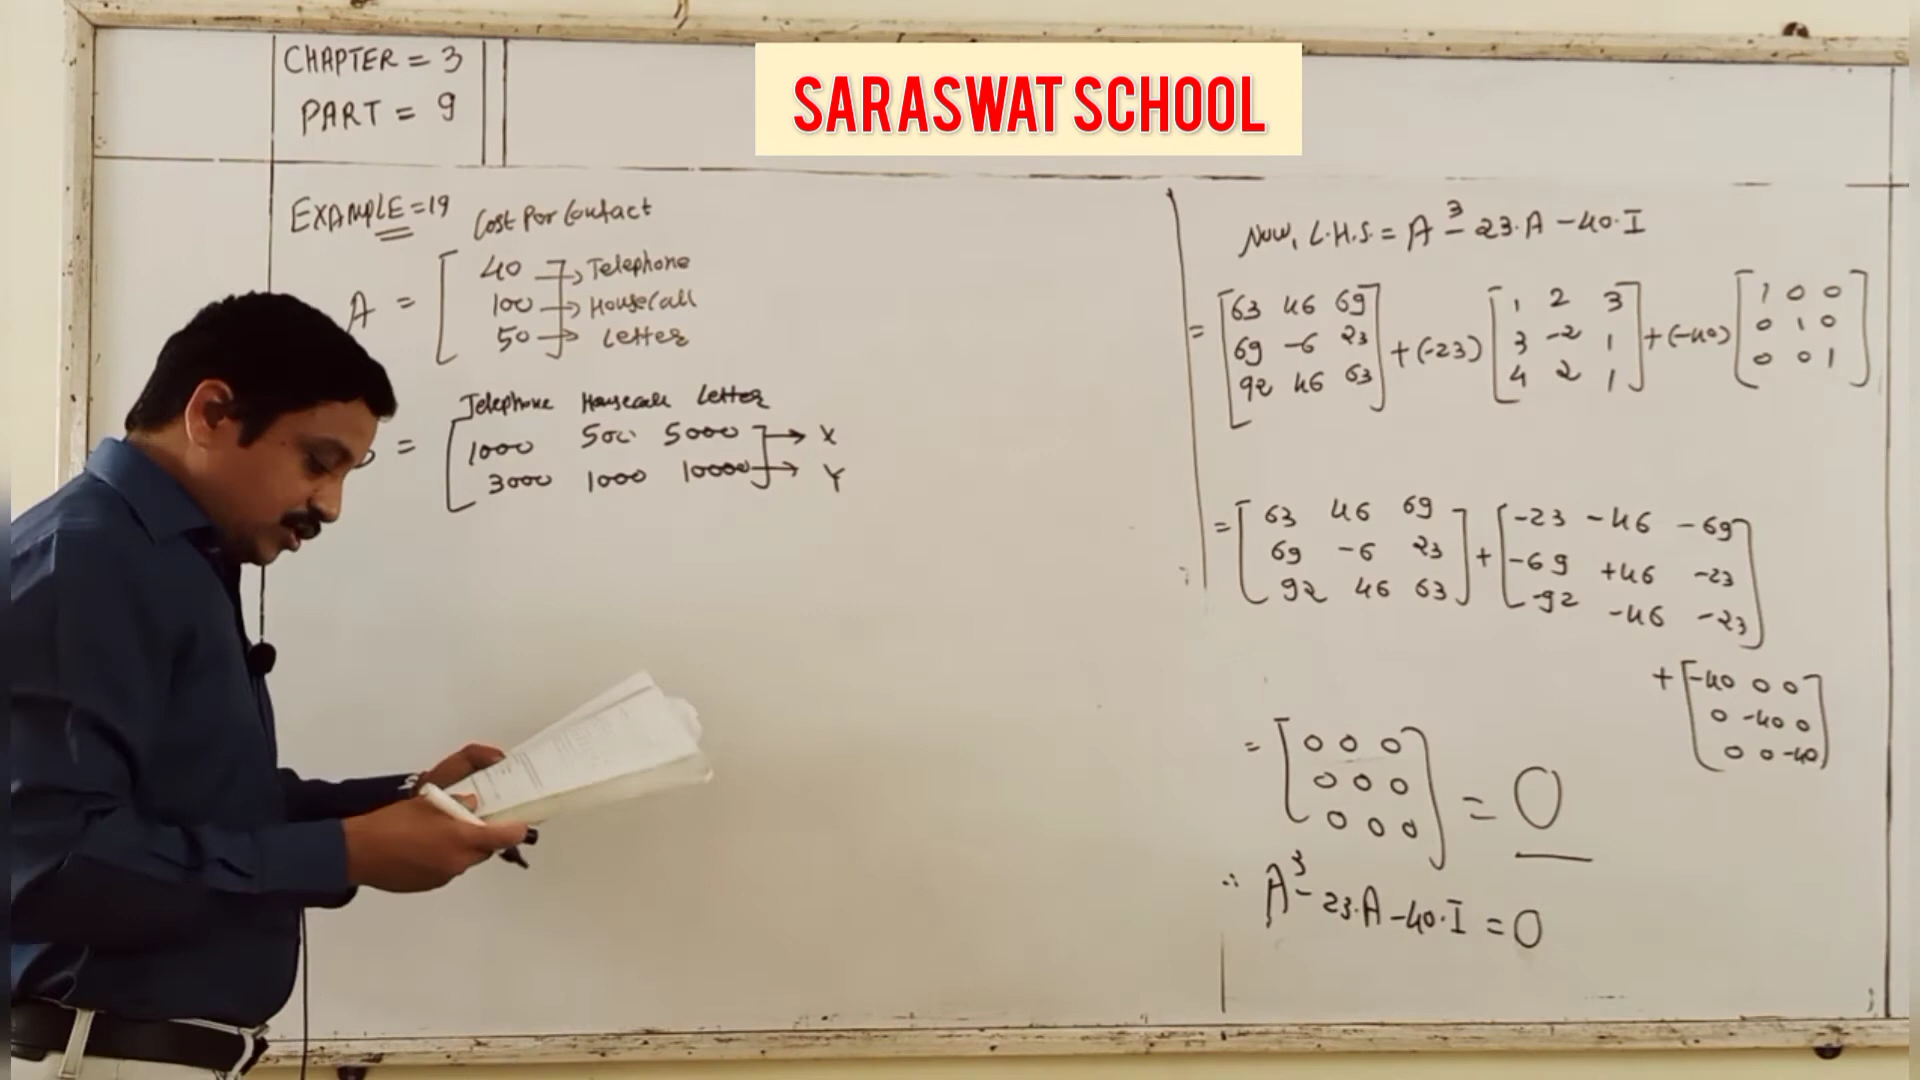 CHAPTER = 3
PART = 9
SARASWAT SCHOOL
EXAMPLE = 19
Cost Per Contact
A = [ 40 → Telephone
100 → HouseCall
50 → Letter ]
Telephone Housecall Letter
= [ 1000 500 5000 → X
3000 1000 10000 → Y ]
Now, L.H.S. = A³ - 23·A - 40·I
= [ 63 46 69 ] + (-23) [ 1 2 3 ] + (-40) [ 1 0 0 ]
69 -6 23 3 -2 1 0 1 0
92 46 63 4 2 1 0 0 1
= [ 63 46 69 ] + [ -23 -46 -69 ]
69 -6 23 -69 +46 -23
92 46 63 -92 -46 -23
+ [ -40 0 0
0 -40 0
0 0 -40 ]
= [ 0 0 0
0 0 0 = 0
0 0 0 ]
∴ A³ - 23·A - 40·I = 0